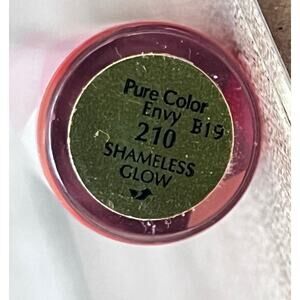 Pure Color
Envy B19
210
SHAMELESS
GLOW